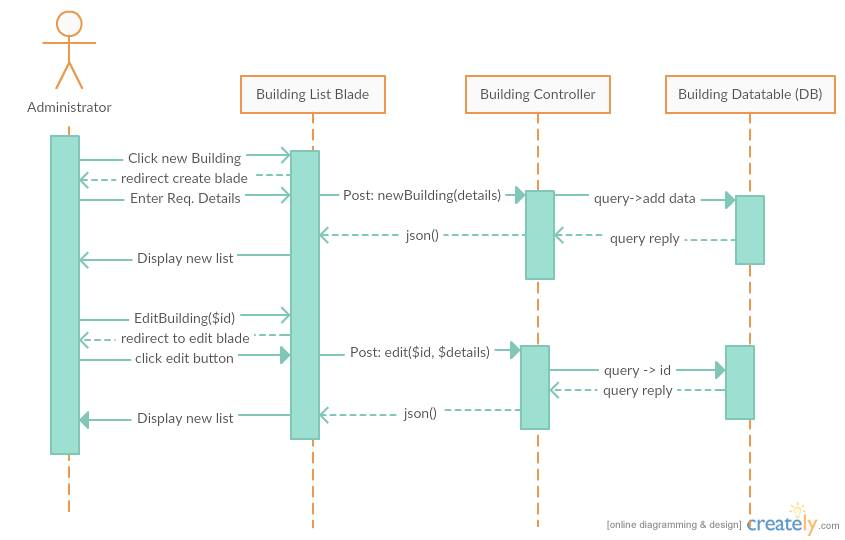 Administrator
Building List Blade
Building Controller
Building Datatable (DB)
Click new Building
redirect create blade
Enter Req. Details
Post: newBuilding(details)
query->add data
json()
query reply
Display new list
EditBuilding($id)
redirect to edit blade
click edit button
Post: edit($id, $details)
query -> id
query reply
json()
Display new list
[online diagramming & design] creately.com